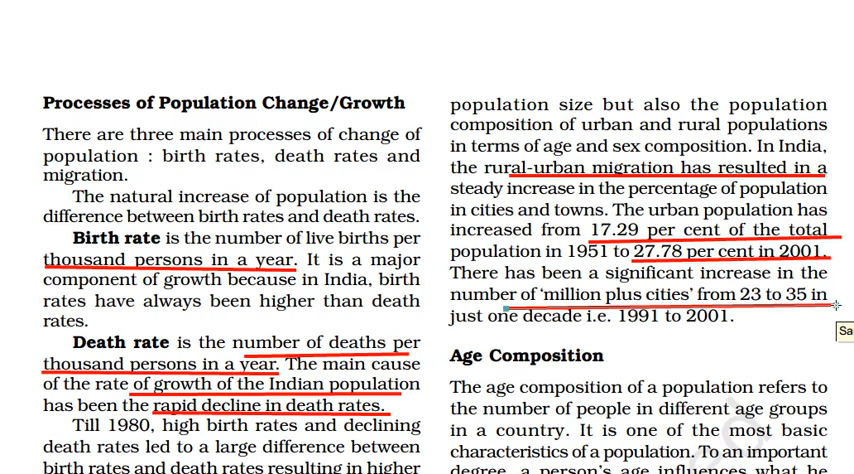 Processes of Population Change/Growth
There are three main processes of change of
population : birth rates, death rates and
migration.
The natural increase of population is the
difference between birth rates and death rates.
Birth rate is the number of live births per
thousand persons in a year. It is a major
component of growth because in India, birth
rates have always been higher than death
rates.
Death rate is the number of deaths per
thousand persons in a year. The main cause
of the rate of growth of the Indian population
has been the rapid decline in death rates.
Till 1980, high birth rates and declining
death rates led to a large difference between
birth rates and death rates resulting in higher
population size but also the population
composition of urban and rural populations
in terms of age and sex composition. In India,
the rural-urban migration has resulted in a
steady increase in the percentage of population
in cities and towns. The urban population has
increased from 17.29 per cent of the total
population in 1951 to 27.78 per cent in 2001.
There has been a significant increase in the
number of ‘million plus cities’ from 23 to 35 in
just one decade i.e. 1991 to 2001.
Age Composition
The age composition of a population refers to
the number of people in different age groups
in a country. It is one of the most basic
characteristics of a population. To an important
degree, a person’s age influences what he
Sa